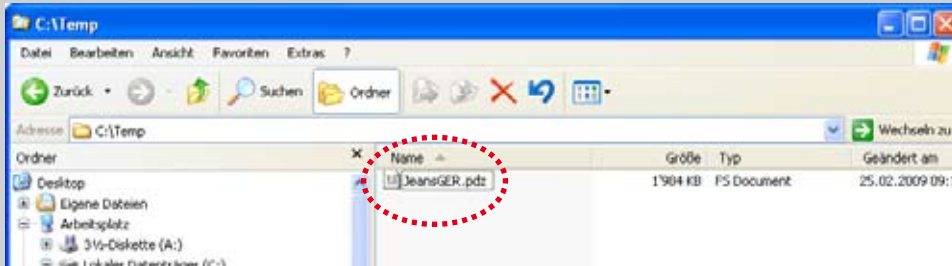 C:\Temp
Datei Bearbeiten Ansicht Favoriten Extras ?
Zurück Suchen Ordner
Adresse C:\Temp Wechseln zu
Ordner Name Größe Typ Geändert am
Desktop JeansGER.pdz 1'984 KB FS Document 25.02.2009 09:
Eigene Dateien
Arbeitsplatz
3½-Diskette (A:)
Lokaler Datenträger (C:)